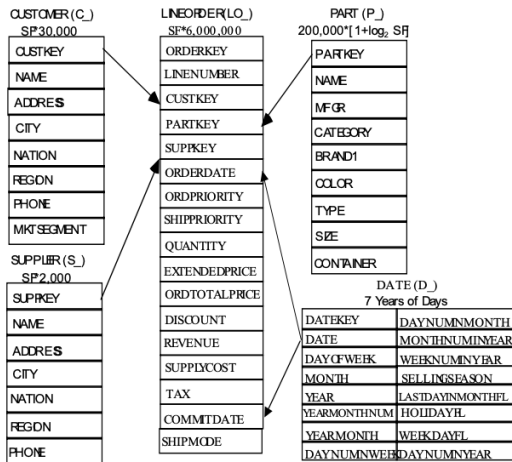 CUSTOMER (C_)
SF*30,000
CUSTKEY
NAME
ADDRESS
CITY
NATION
REGION
PHONE
MKTSEGMENT
SUPPLIER (S_)
SF*2,000
SUPPKEY
NAME
ADDRESS
CITY
NATION
REGION
PHONE
LINEORDER(LO_)
SF*6,000,000
ORDERKEY
LINENUMBER
CUSTKEY
PARTKEY
SUPPKEY
ORDERDATE
ORDPRIORITY
SHIPPRIORITY
QUANTITY
EXTENDEDPRICE
ORDTOTALPRICE
DISCOUNT
REVENUE
SUPPLYCOST
TAX
COMMITDATE
SHIPMODE
PART (P_)
200,000*[1+log₂ SF]
PARTKEY
NAME
MFGR
CATEGORY
BRAND1
COLOR
TYPE
SIZE
CONTAINER
DATE (D_)
7 Years of Days
DATEKEY DAYNUMINMONTH
DATE MONTHNUMINYEAR
DAYOFWEEK WEEKNUMINYEAR
MONTH SELLINGSEASON
YEAR LASTDAYINMONTHFL
YEARMONTHNUM HOLIDAYFL
YEARMONTH WEEKDAYFL
DAYNUMINWEEK DAYNUMINYEAR